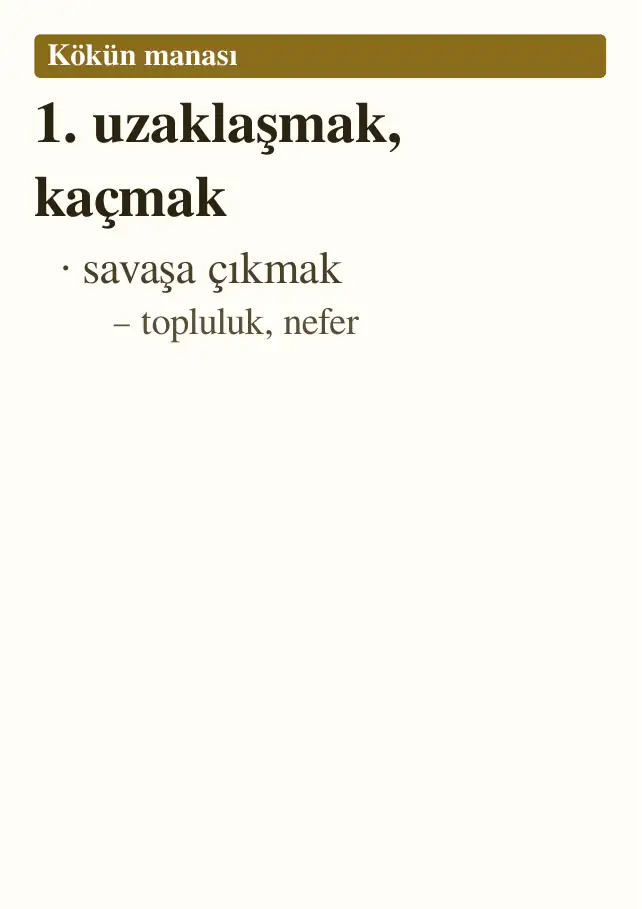 Kökün manası
1. uzaklaşmak,
kaçmak
· savaşa çıkmak
– topluluk, nefer